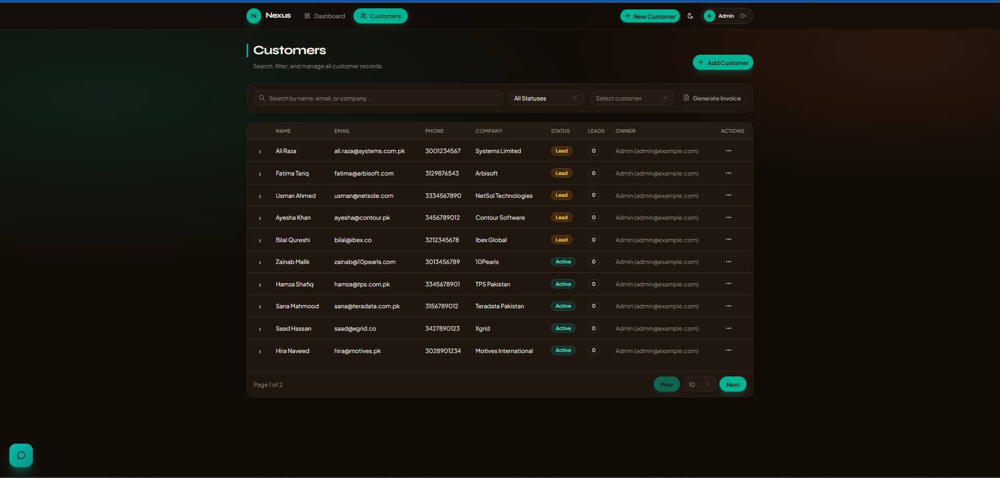 N Nexus Dashboard Customers + New Customer A Admin
Customers
Search, filter, and manage all customer records.
+ Add Customer
Search by name, email, or company... All Statuses Select customer Generate Invoice
NAME EMAIL PHONE COMPANY STATUS LEADS OWNER ACTIONS
Ali Raza ali.raza@systems.com.pk 3001234567 Systems Limited Lead 0 Admin (admin@example.com) ...
Fatima Tariq fatima@arbisoft.com 3129876543 Arbisoft Lead 0 Admin (admin@example.com) ...
Usman Ahmed usman@netsole.com 3334567890 NetSol Technologies Lead 0 Admin (admin@example.com) ...
Ayesha Khan ayesha@contour.pk 3456789012 Contour Software Lead 0 Admin (admin@example.com) ...
Bilal Qureshi bilal@ibex.co 3212345678 Ibex Global Lead 0 Admin (admin@example.com) ...
Zainab Malik zainab@10pearls.com 3013456789 10Pearls Active 0 Admin (admin@example.com) ...
Hamza Shafiq hamza@tps.com.pk 3345678901 TPS Pakistan Active 0 Admin (admin@example.com) ...
Sana Mahmood sana@teradata.com.pk 3156789012 Teradata Pakistan Active 0 Admin (admin@example.com) ...
Saad Hassan saad@xgrid.co 3427890123 Xgrid Active 0 Admin (admin@example.com) ...
Hira Naveed hira@motives.pk 3028901234 Motives International Active 0 Admin (admin@example.com) ...
Page 1 of 2 Prev 10 Next